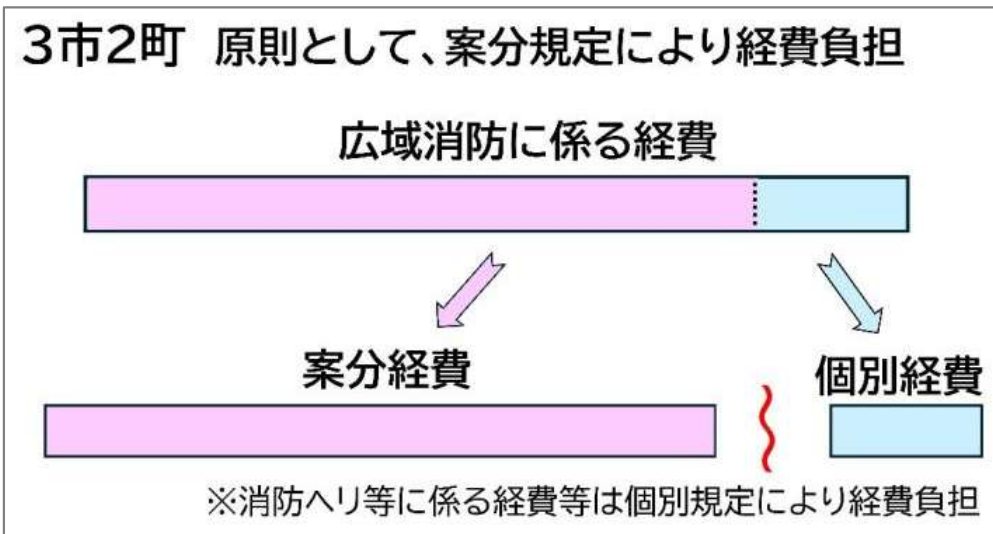 3市2町 原則として、案分規定により経費負担
広域消防に係る経費
案分経費
個別経費
※消防ヘリ等に係る経費等は個別規定により経費負担